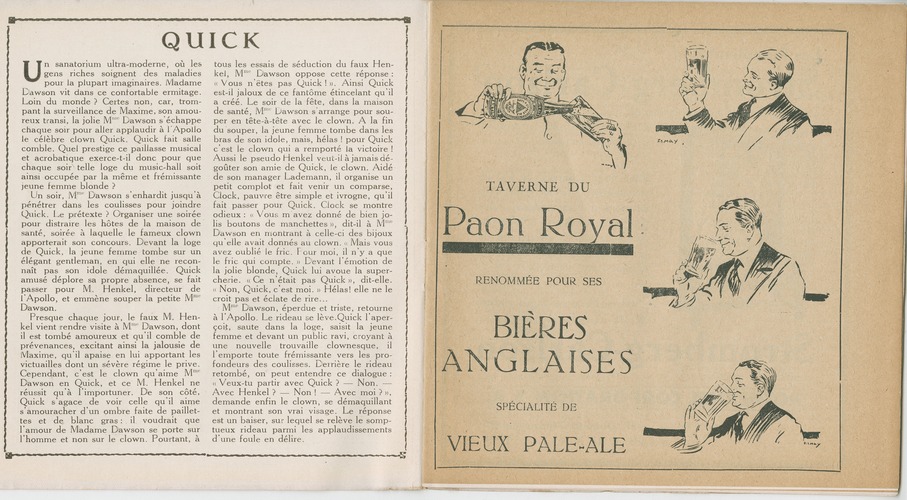 QUICK
Un sanatorium ultra-moderne, où les
gens riches soignent des maladies
pour la plupart imaginaires. Madame
Dawson vit dans ce confortable ermitage.
Loin du monde ? Certes non, car, trom-
pant la surveillance de Maxime, son amou-
reux transi, la jolie Mme Dawson s'échappe
chaque soir pour aller applaudir à l'Apollo
le célèbre clown Quick. Quick fait salle
comble. Quel prestige ce paillasse musical
et acrobatique exerce-t-il donc pour que
chaque soir telle loge du music-hall soit
ainsi occupée par la même et frémissante
jeune femme blonde ?
Un soir, Mme Dawson s'enhardit jusqu'à
pénétrer dans les coulisses pour joindre
Quick. Le prétexte ? Organiser une soirée
pour distraire les hôtes de la maison de
santé, soirée à laquelle le fameux clown
apporterait son concours. Devant la loge
de Quick, la jeune femme tombe sur un
élégant gentleman, en qui elle ne recon-
naît pas son idole démaquillée. Quick
amusé déplore sa propre absence, se fait
passer pour M. Henkel, directeur de
l'Apollo, et emmène souper la petite Mme
Dawson.
Presque chaque jour, le faux M. Hen-
kel vient rendre visite à Mme Dawson, dont
il est tombé amoureux et qu'il comble de
prévenances, excitant ainsi la jalousie de
Maxime, qu'il apaise en lui apportant les
victuailles dont un sévère régime le prive.
Cependant, c'est le clown qu'aime Mme
Dawson en Quick, et ce M. Henkel ne
réussit qu'à l'importuner. De son côté,
Quick s'agace de voir celle qu'il aime
s'amouracher d'un ombre faite de paillet-
tes et de blanc gras : il voudrait que
l'amour de Madame Dawson se porte sur
l'homme et non sur le clown. Pourtant, à
tous les essais de séduction du faux Hen-
kel, Mme Dawson oppose cette réponse :
« Vous n'êtes pas Quick ! ». Ainsi Quick
est-il jaloux de ce fantôme étincelant qu'il
a créé. Le soir de la fête, dans la maison
de santé, Mme Dawson s'arrange pour sou-
per en tête-à-tête avec le clown. A la fin
du souper, la jeune femme tombe dans les
bras de son idole, mais, hélas ! pour Quick
c'est le clown qui a remporté la victoire !
Aussi le pseudo Henkel veut-il à jamais dé-
goûter son amie de Quick, le clown. Aidé
de son manager Lademann, il organise un
petit complot et fait venir un comparse,
Clock, pauvre être simple et ivrogne, qu'il
fait passer pour Quick. Clock se montre
odieux : « Vous m avez donné de bien jo-
lis boutons de manchettes », dit-il à Mme
Dawson en montrant à celle-ci des bijoux
qu'elle avait donnés au clown. « Mais vous
avez oublié le fric. Pour moi, il n'y a que
le fric qui compte. » Devant l'émotion de
la jolie blonde, Quick lui avoue la super-
cherie. « Ce n'était pas Quick », dit-elle.
« Non, Quick, c'est moi. » Hélas! elle ne le
croit pas et éclate de rire...
Mme Dawson, éperdue et triste, retourne
à l'Apollo. Le rideau se lève. Quick l'aper-
çoit, saute dans la loge, saisit la jeune
femme et devant un public ravi, croyant à
une nouvelle trouvaille clownesque, il
l'emporte toute frémissante vers les pro-
fondeurs des coulisses. Derrière le rideau
retombé, on peut entendre ce dialogue :
« Veux-tu partir avec Quick ? — Non. —
Avec Henkel ? — Non ! — Avec moi ? »,
demande enfin le clown, se démaquillant
et montrant son vrai visage. Le réponse
est un baiser, sur lequel se relève le somp-
tueux rideau parmi les applaudissements
d'une foule en délire.
TAVERNE DU
Paon Royal
RENOMMÉE POUR SES
BIÈRES
ANGLAISES
SPÉCIALITÉ DE
VIEUX PALE-ALE